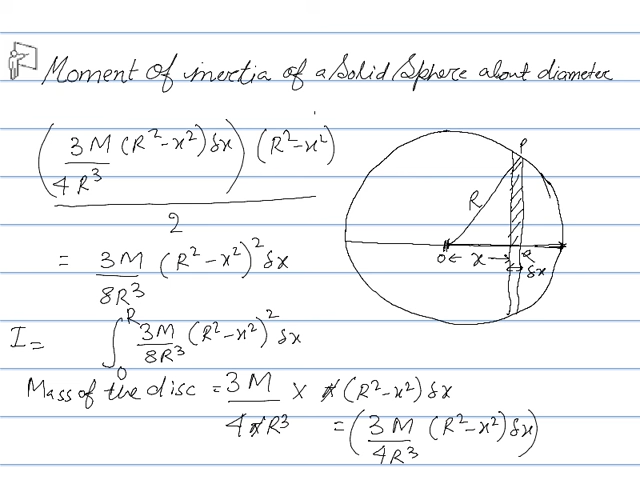 Moment of inertia of a Solid Sphere about diameter
(3M/4R³ (R²-x²) δx) (R²-x²)
2
= 3M/8R³ (R²-x²)² δx
I = ∫₀ᴿ 3M/8R³ (R²-x²)² δx
Mass of the disc = 3M/4πR³ × π(R²-x²) δx
= (3M/4R³ (R²-x²) δx)
P
R
O ← x → Q
δx